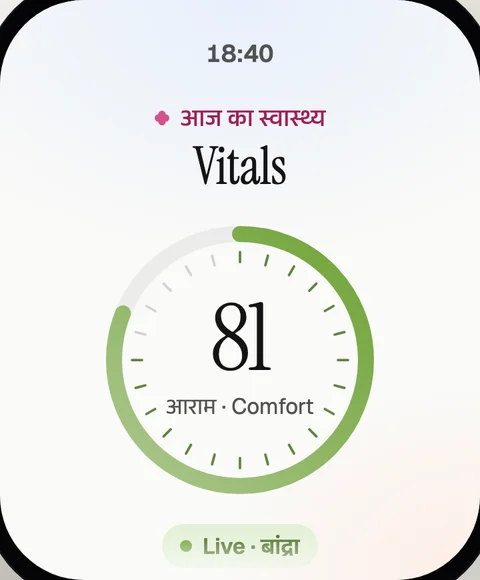 18:40
आज का स्वास्थ्य
Vitals
81
आराम · Comfort
Live · बांद्रा